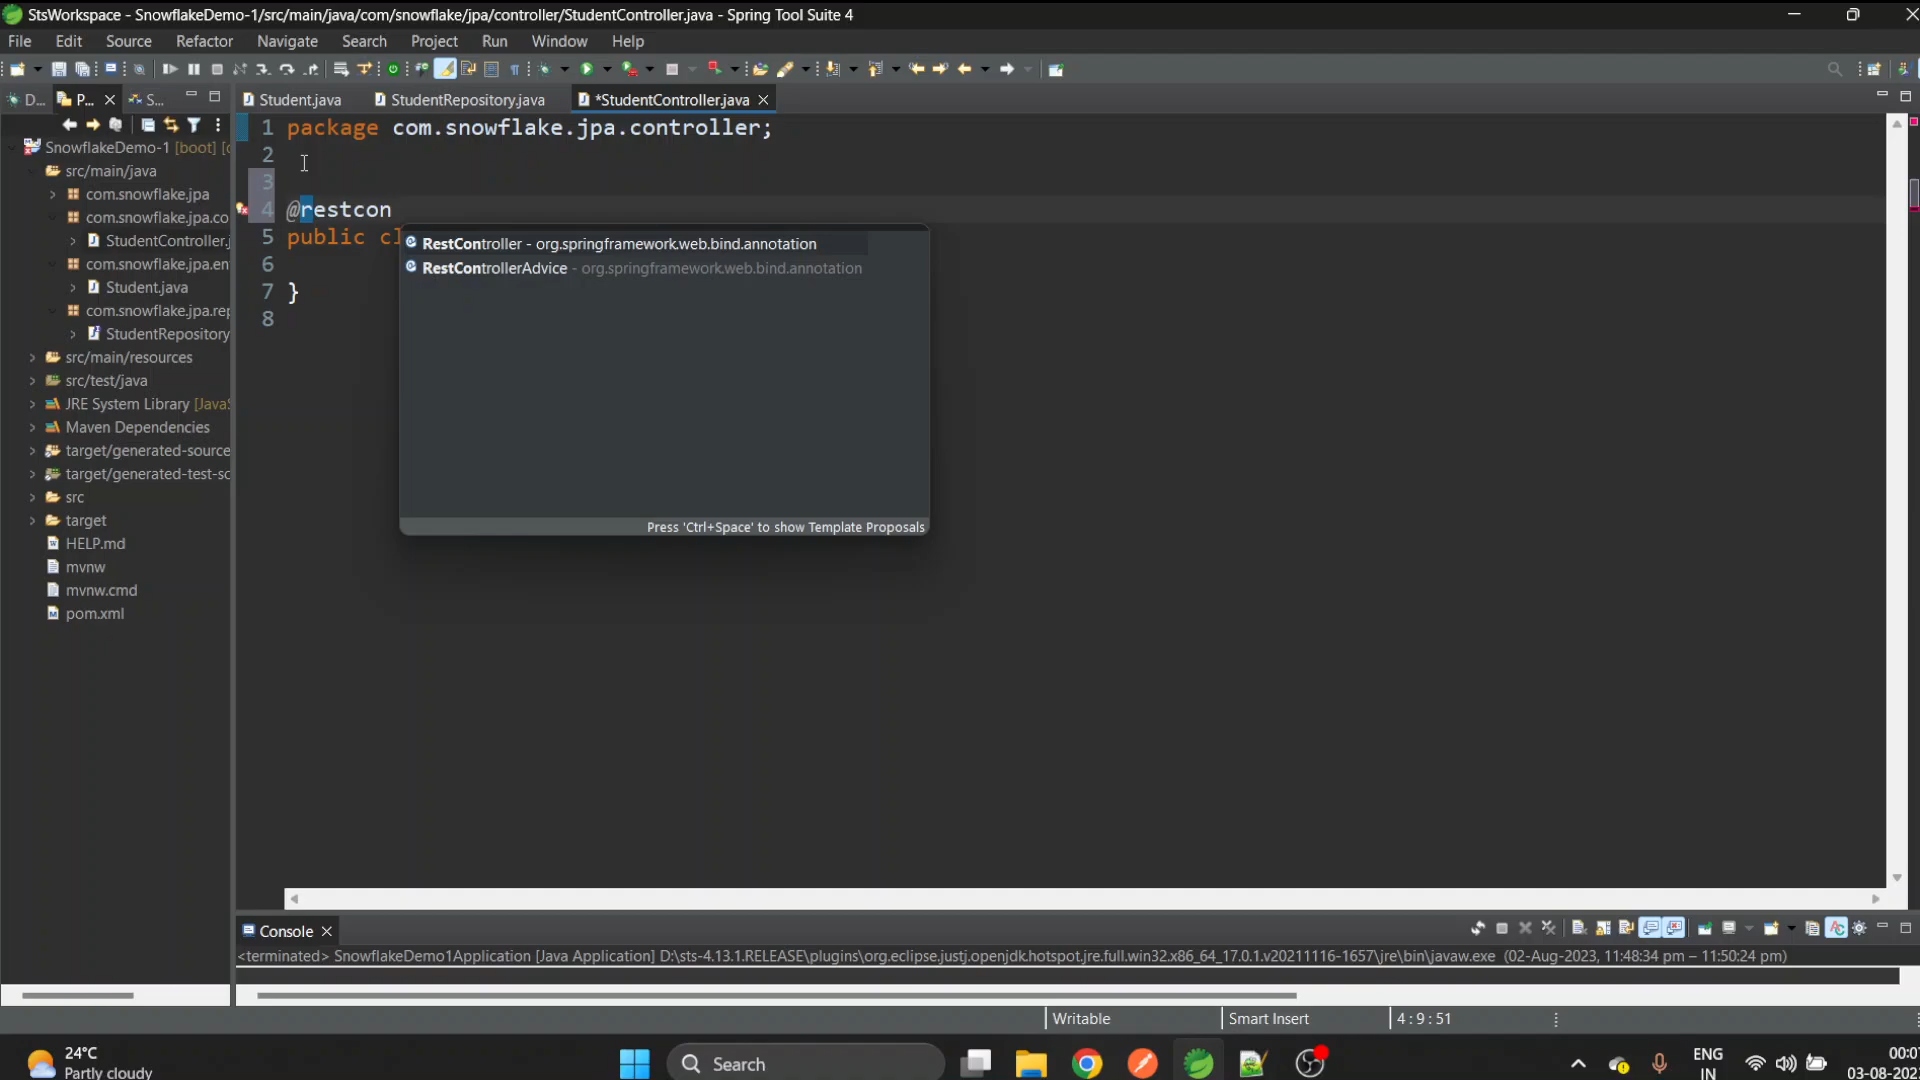 StsWorkspace - SnowflakeDemo-1/src/main/java/com/snowflake/jpa/controller/StudentController.java - Spring Tool Suite 4
File Edit Source Refactor Navigate Search Project Run Window Help
D... P... S... Student.java StudentRepository.java *StudentController.java
1 package com.snowflake.jpa.controller;
2
3
4 @restcon
5 public cl
6
7 }
8
RestController - org.springframework.web.bind.annotation
RestControllerAdvice - org.springframework.web.bind.annotation
Press 'Ctrl+Space' to show Template Proposals
SnowflakeDemo-1 [boot] [
src/main/java
com.snowflake.jpa
com.snowflake.jpa.co
StudentController.j
com.snowflake.jpa.en
Student.java
com.snowflake.jpa.rep
StudentRepository
src/main/resources
src/test/java
JRE System Library [JavaS
Maven Dependencies
target/generated-source
target/generated-test-sc
src
target
HELP.md
mvnw
mvnw.cmd
pom.xml
Console
<terminated> SnowflakeDemo1Application [Java Application] D:\sts-4.13.1.RELEASE\plugins\org.eclipse.justj.openjdk.hotspot.jre.full.win32.x86_64_17.0.1.v20211116-1657\jre\bin\javaw.exe (02-Aug-2023, 11:48:34 pm – 11:50:24 pm)
Writable Smart Insert 4 : 9 : 51
24°C
Partly cloudy
Search
ENG
IN
00:0
03-08-202